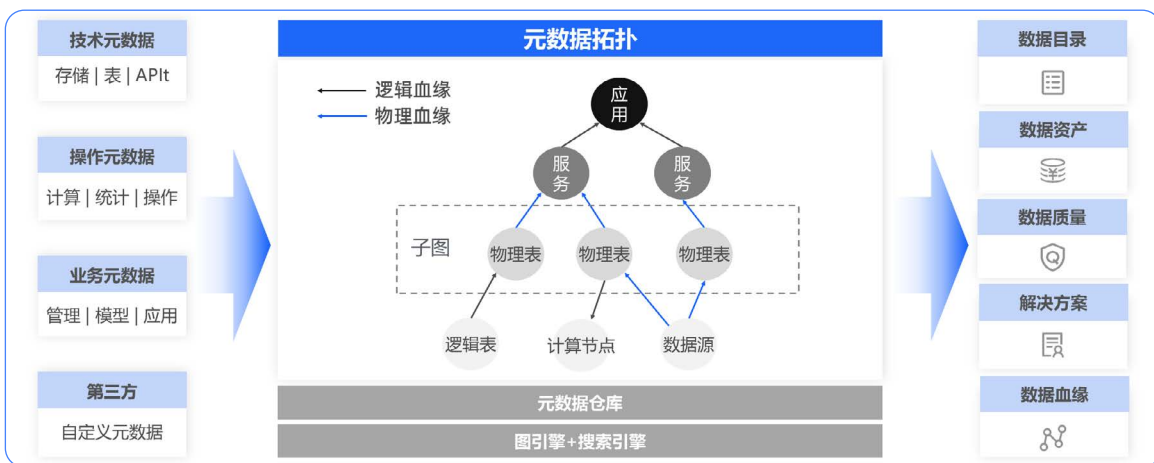 技术元数据
存储 | 表 | APIt
操作元数据
计算 | 统计 | 操作
业务元数据
管理 | 模型 | 应用
第三方
自定义元数据
元数据拓扑
逻辑血缘
物理血缘
应
用
服
务
服
务
子图
物理表
物理表
物理表
逻辑表
计算节点
数据源
元数据仓库
图引擎+搜索引擎
数据目录
数据资产
¥
数据质量
Q
解决方案
数据血缘